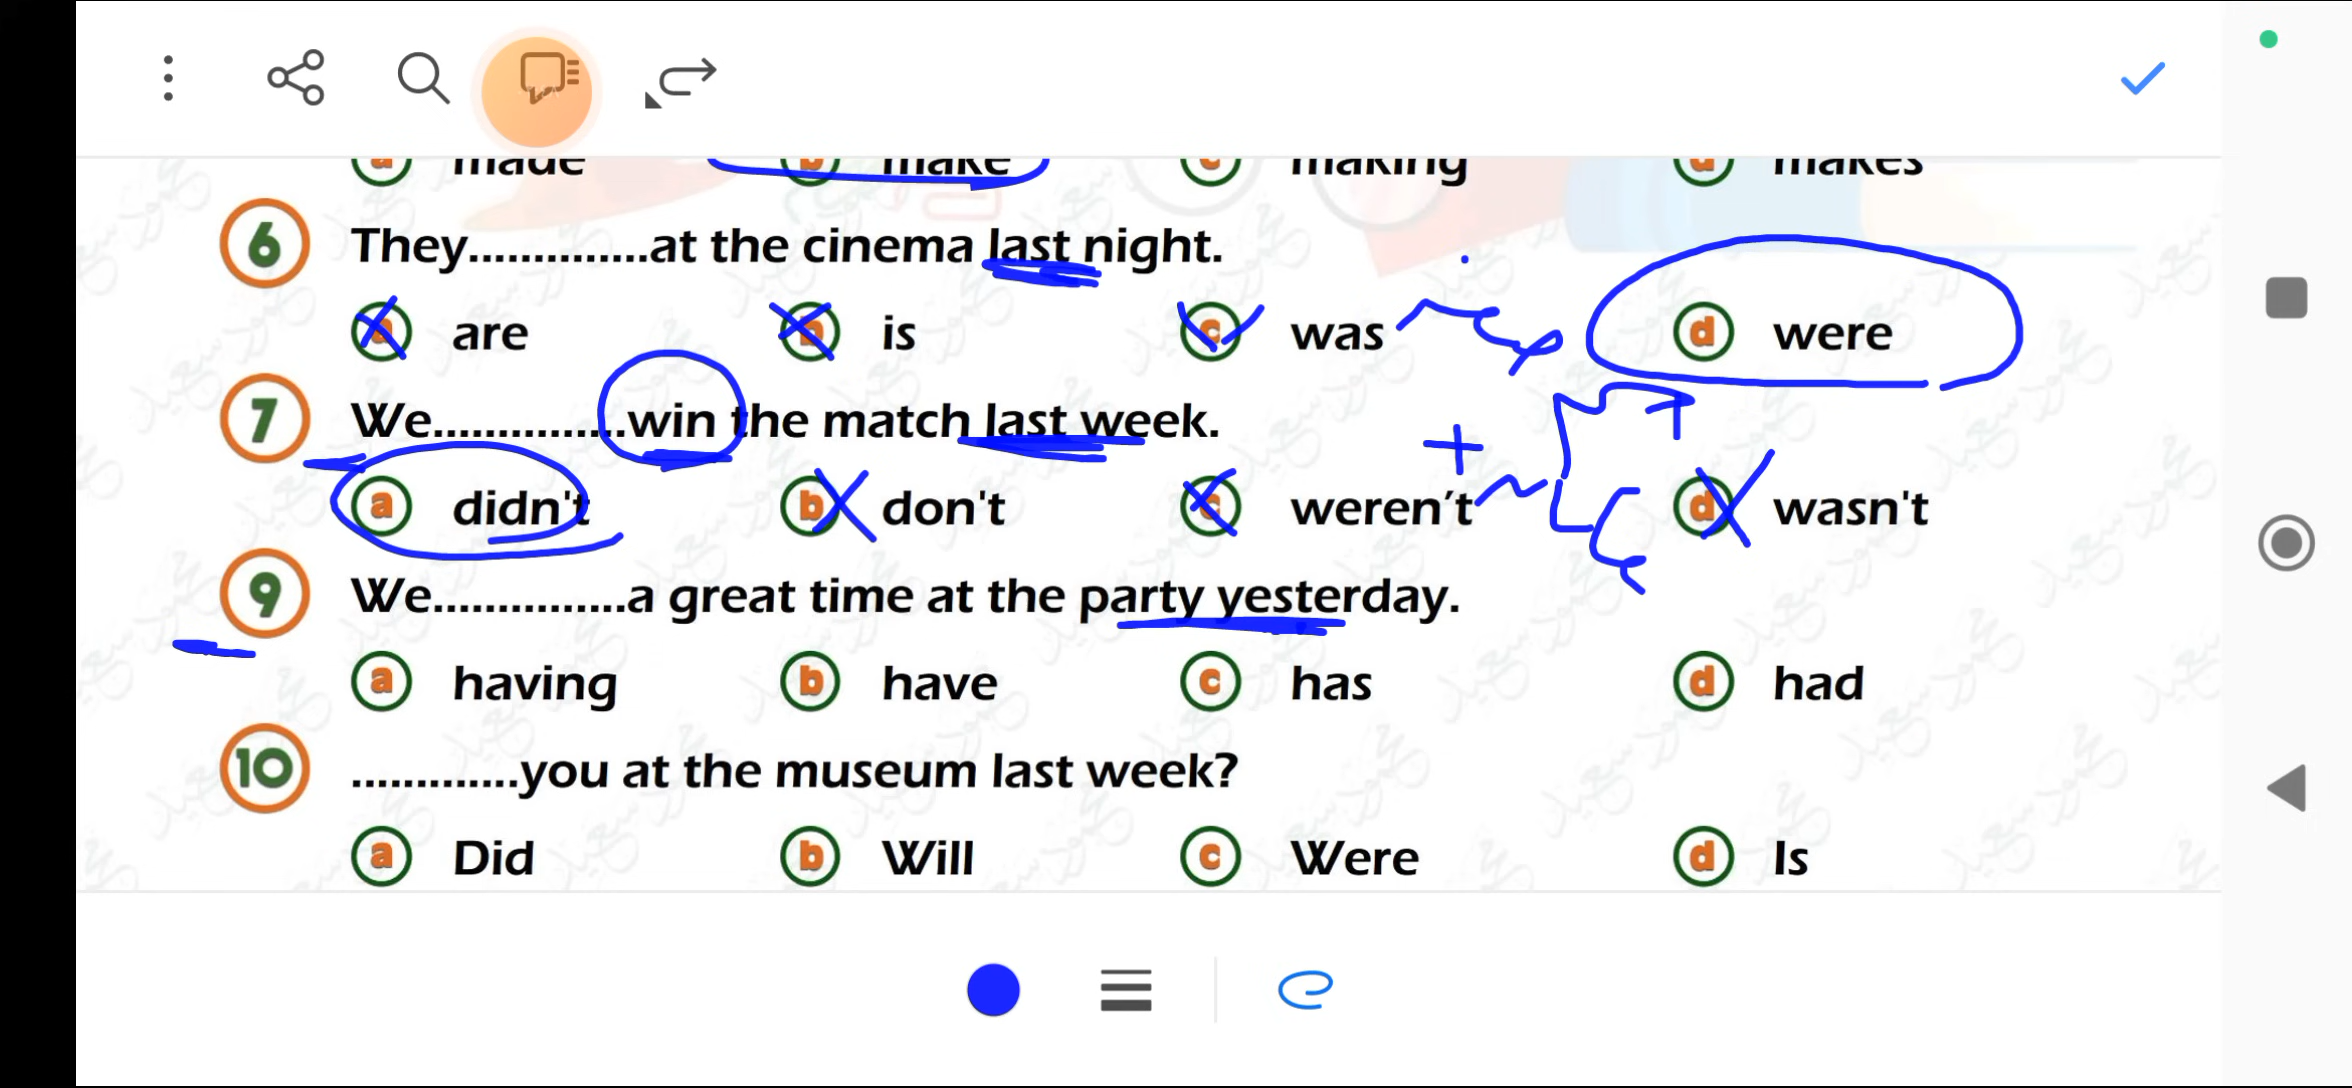 a made b make c making d makes
6 They..............at the cinema last night.
a are b is c was d were
7 We...............win the match last week.
a didn't b don't c weren't d wasn't
9 We...............a great time at the party yesterday.
a having b have c has d had
10 .............you at the museum last week?
a Did b Will c Were d Is